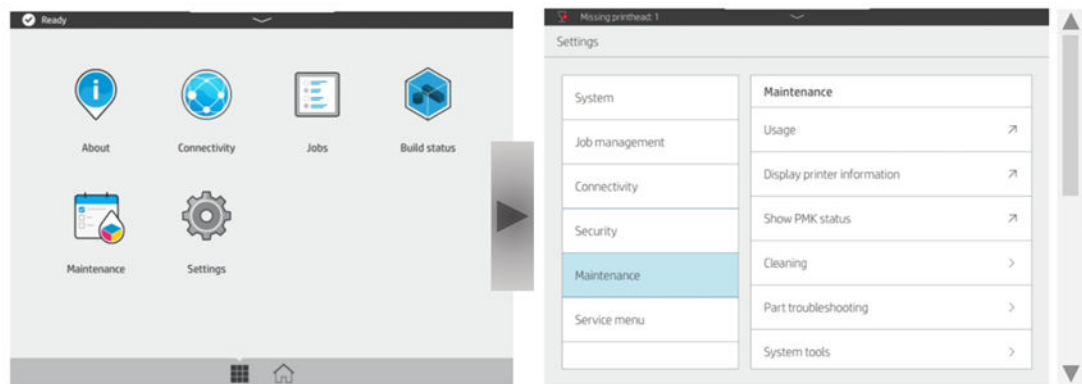 Ready
About
Connectivity
Jobs
Build status
Maintenance
Settings
Missing printhead: 1
Settings
System
Job management
Connectivity
Security
Maintenance
Service menu
Maintenance
Usage
Display printer information
Show PMK status
Cleaning
Part troubleshooting
System tools